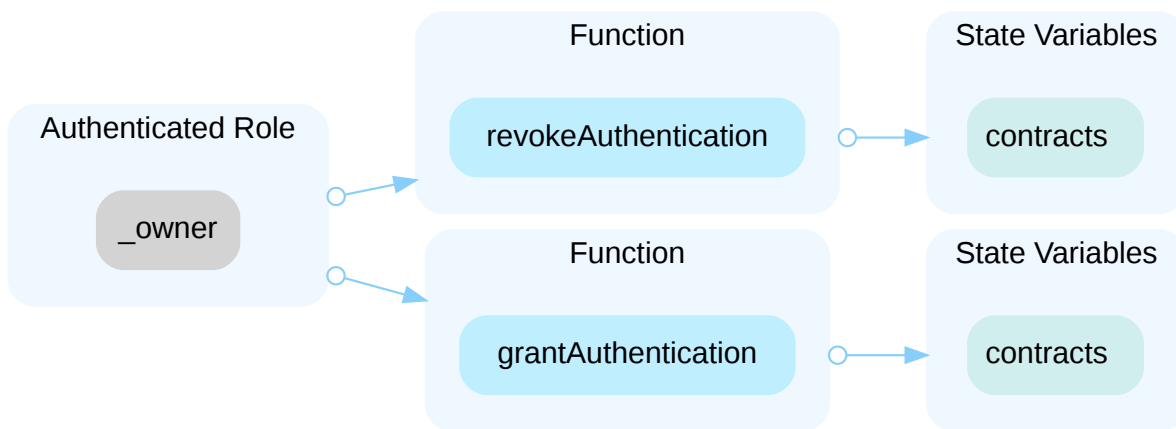 Authenticated Role
_owner
Function
revokeAuthentication
State Variables
contracts
Function
grantAuthentication
State Variables
contracts